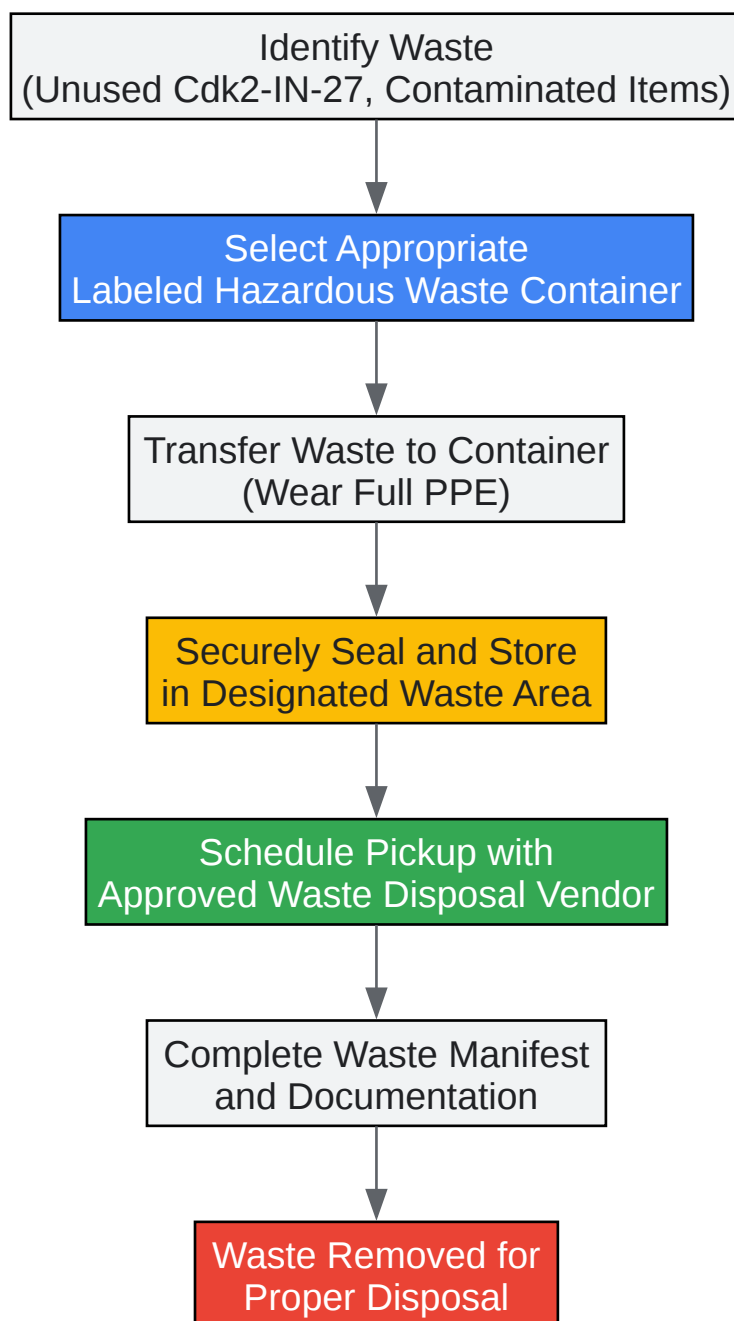 Identify Waste
(Unused Cdk2-IN-27, Contaminated Items)
Select Appropriate
Labeled Hazardous Waste Container
Transfer Waste to Container
(Wear Full PPE)
Securely Seal and Store
in Designated Waste Area
Schedule Pickup with
Approved Waste Disposal Vendor
Complete Waste Manifest
and Documentation
Waste Removed for
Proper Disposal